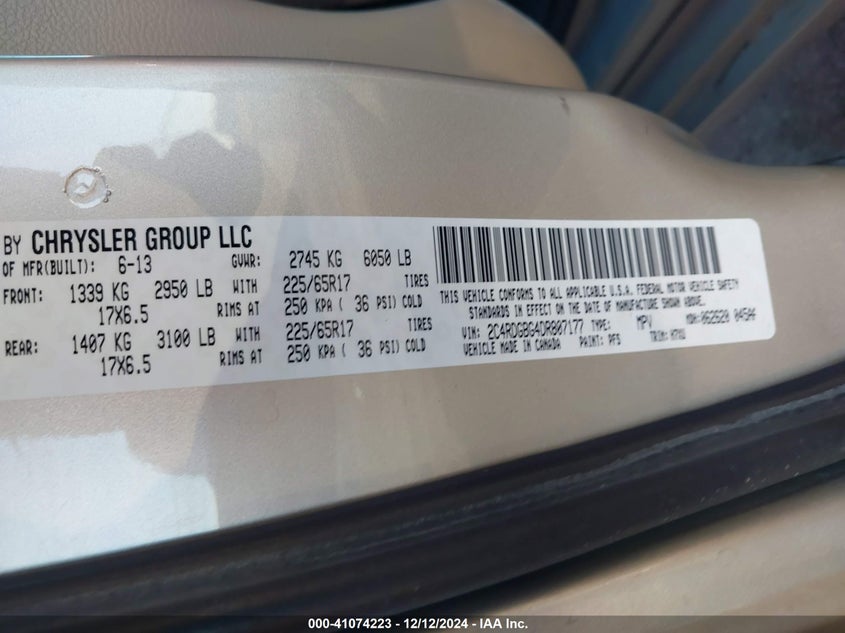 BY CHRYSLER GROUP LLC
OF MFR(BUILT): 6-13 GVWR: 2745 KG 6050 LB
FRONT: 1339 KG 2950 LB WITH 225/65R17 TIRES
17X6.5 RIMS AT 250 KPA ( 36 PSI) COLD
REAR: 1407 KG 3100 LB WITH 225/65R17 TIRES
17X6.5 RIMS AT 250 KPA ( 36 PSI) COLD
THIS VEHICLE CONFORMS TO ALL APPLICABLE U.S.A. FEDERAL MOTOR VEHICLE SAFETY
STANDARDS IN EFFECT ON THE DATE OF MANUFACTURE SHOWN ABOVE.
VIN: 2C4RDGBG4DR807177 TYPE: MPV MDH: 062620 045AF
VEHICLE MADE IN CANADA PAINT: PFS TRIM:
000-41074223 - 12/12/2024 - IAA Inc.